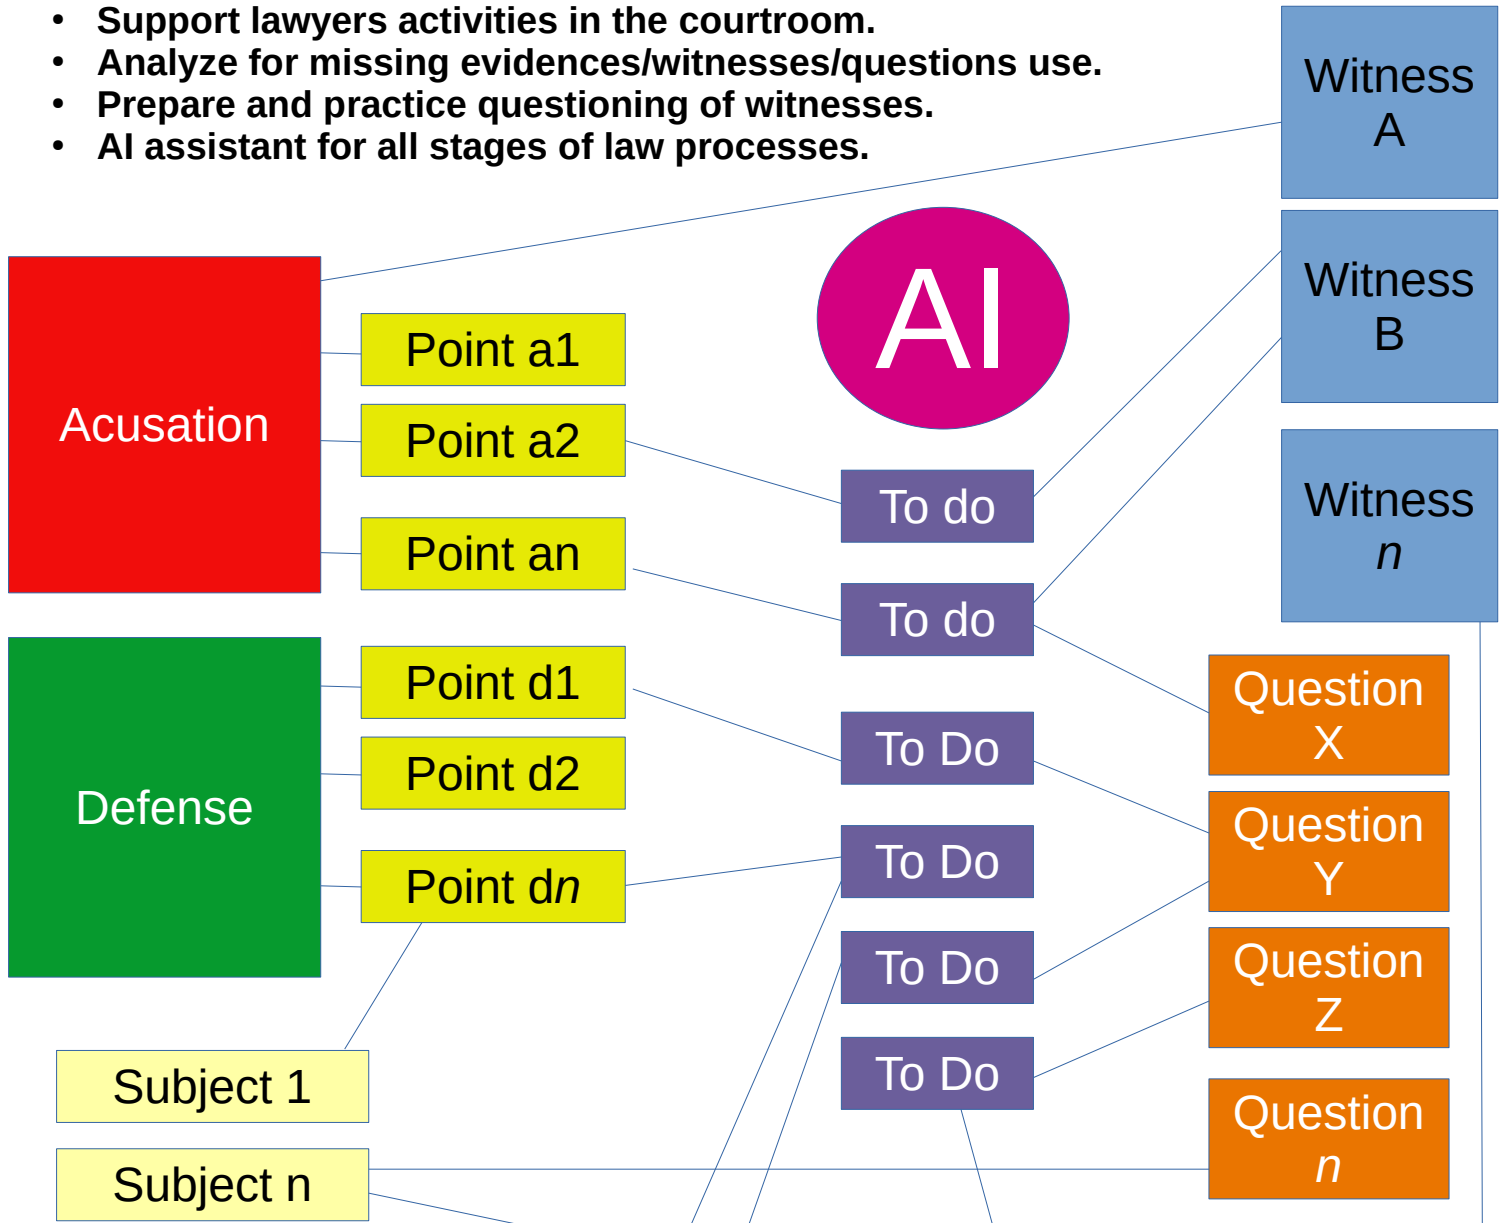 • Support lawyers activities in the courtroom.
• Analyze for missing evidences/witnesses/questions use.
• Prepare and practice questioning of witnesses.
• AI assistant for all stages of law processes.
Witness
A
Witness
B
Witness
n
AI
Acusation
Point a1
Point a2
Point an
Defense
Point d1
Point d2
Point dn
To do
To do
To Do
To Do
To Do
To Do
Question
X
Question
Y
Question
Z
Question
n
Subject 1
Subject n